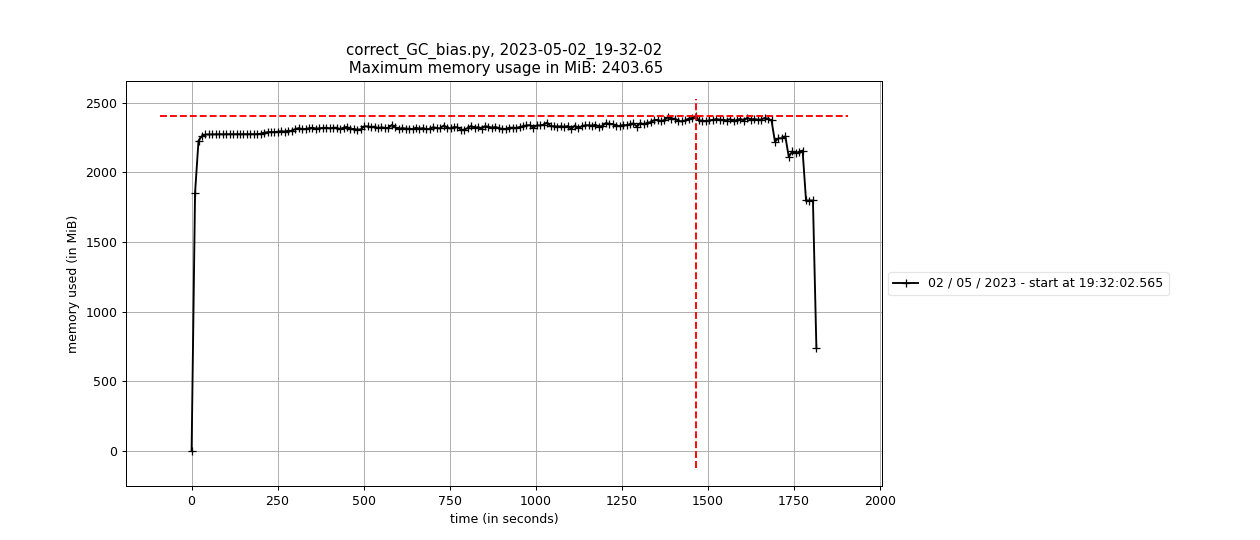 correct_GC_bias.py, 2023-05-02_19-32-02
Maximum memory usage in MiB: 2403.65
2500
2000
1500
1000
500
0
memory used (in MiB)
0 250 500 750 1000 1250 1500 1750 2000
time (in seconds)
02 / 05 / 2023 - start at 19:32:02.565